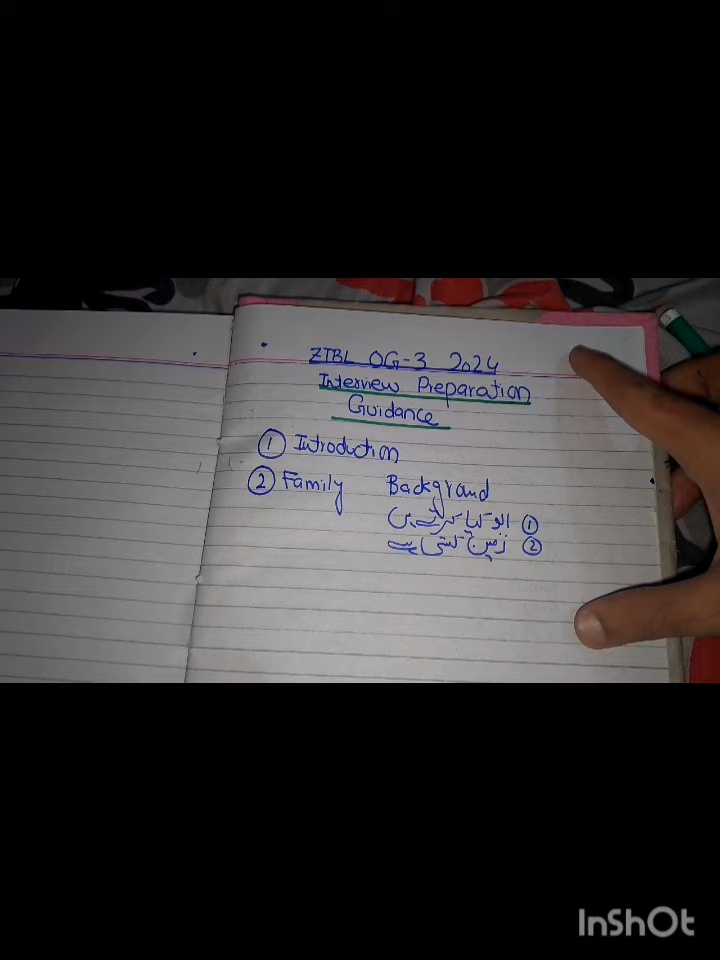 ZTBL OG-3 2024
Interview Preparation
Guidance
① Introduction
② Family Background
① ابو کیا کرتے ہیں
② زمین کتنی ہے
InShOt